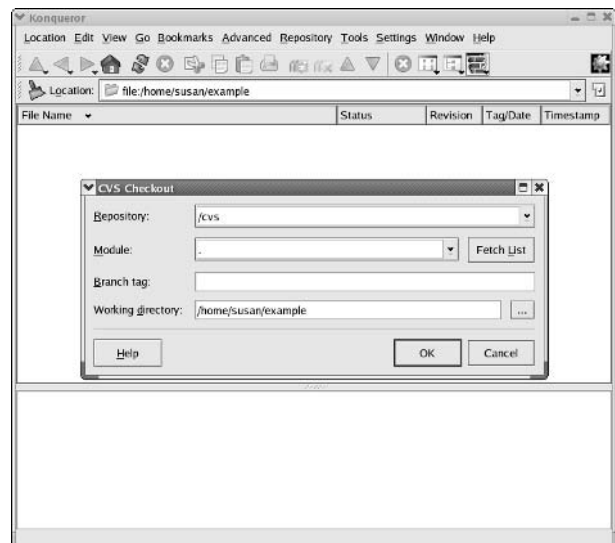 Konqueror
Location Edit View Go Bookmarks Advanced Repository Tools Settings Window Help
Location: file:/home/susan/example
File Name Status Revision Tag/Date Timestamp
CVS Checkout
Repository: /cvs
Module: . Fetch List
Branch tag:
Working directory: /home/susan/example ...
Help OK Cancel